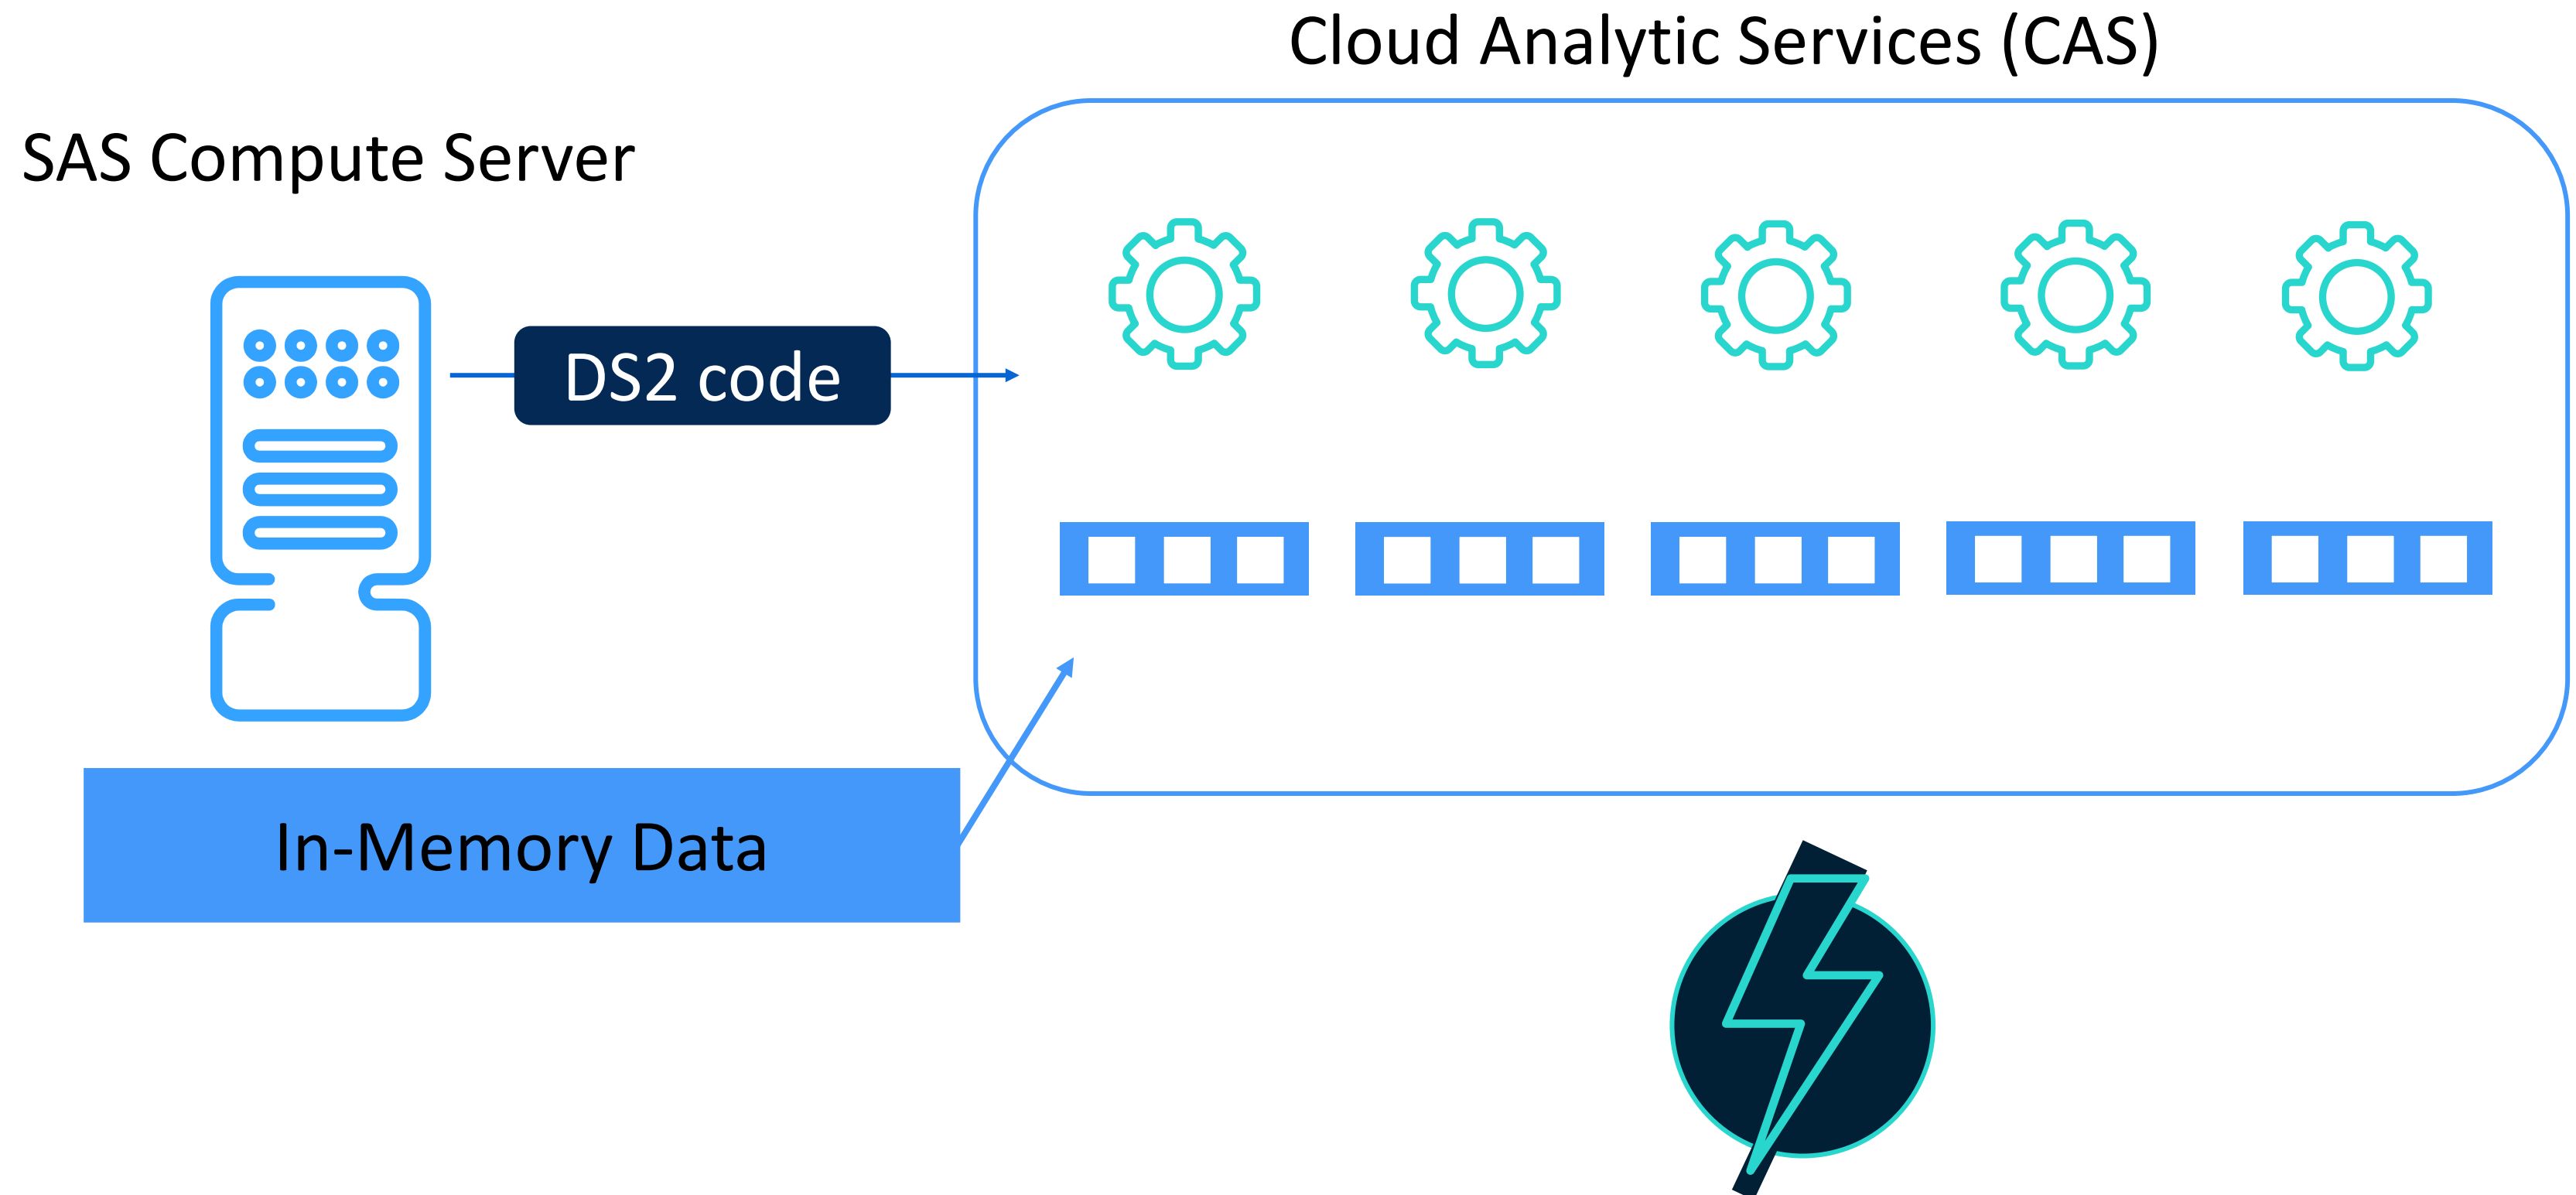 Cloud Analytic Services (CAS)
SAS Compute Server
DS2 code
In-Memory Data